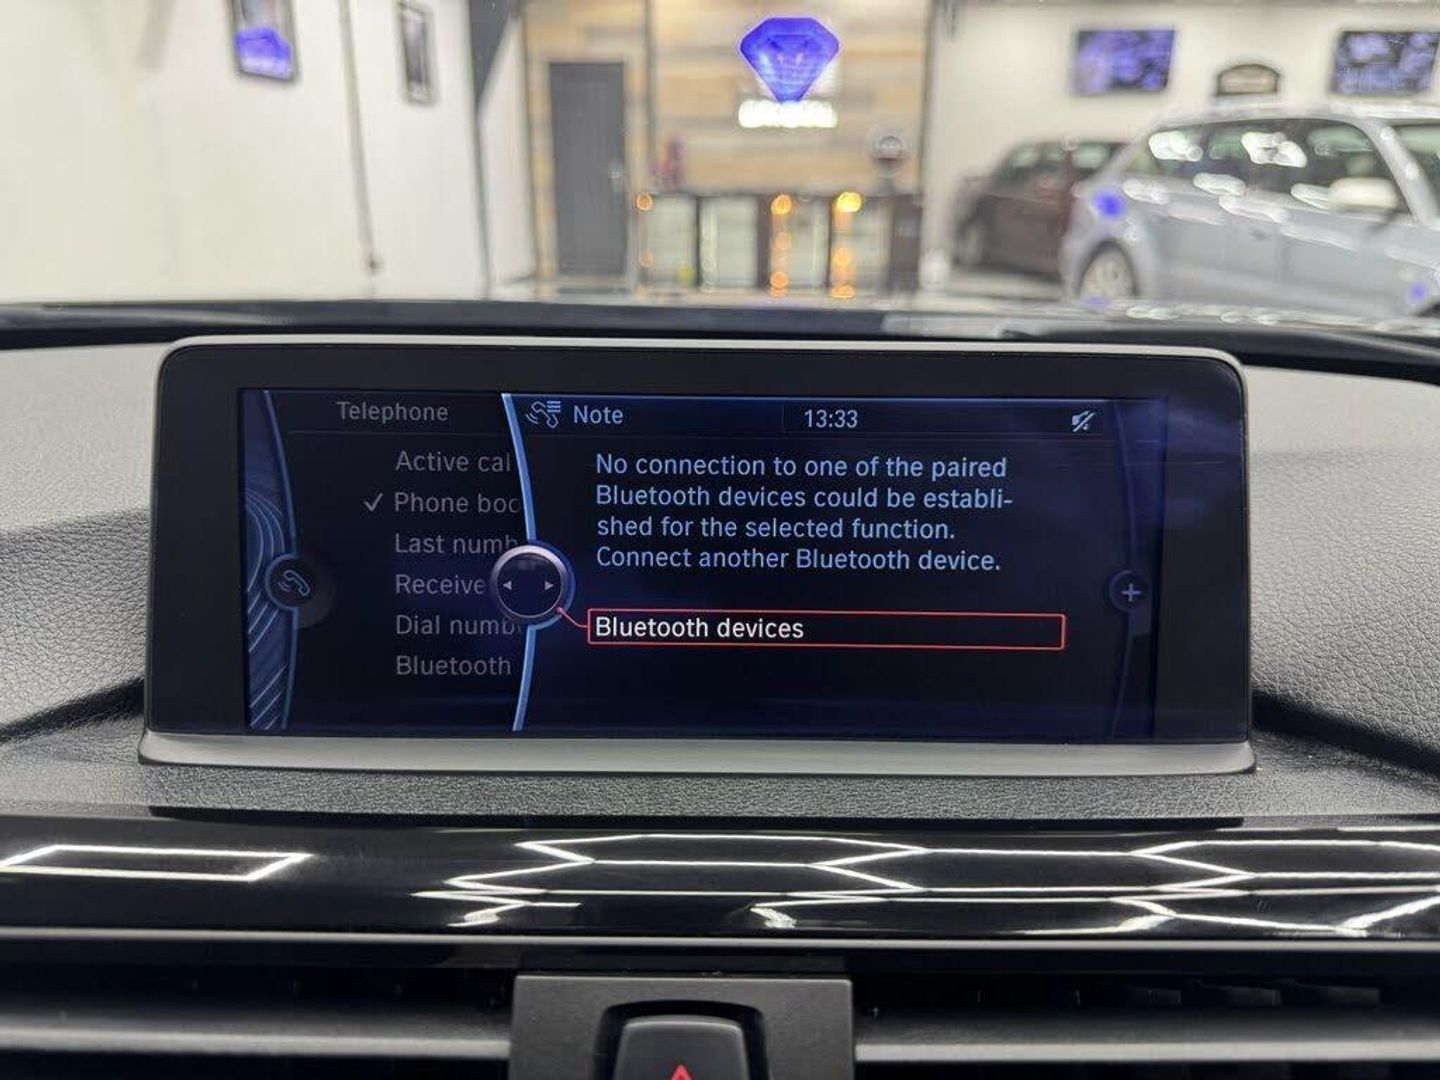 Telephone
Note
13:33
Active cal
Phone boo
Last numb
Receive
Dial numb
Bluetooth
No connection to one of the paired
Bluetooth devices could be establi-
shed for the selected function.
Connect another Bluetooth device.
Bluetooth devices